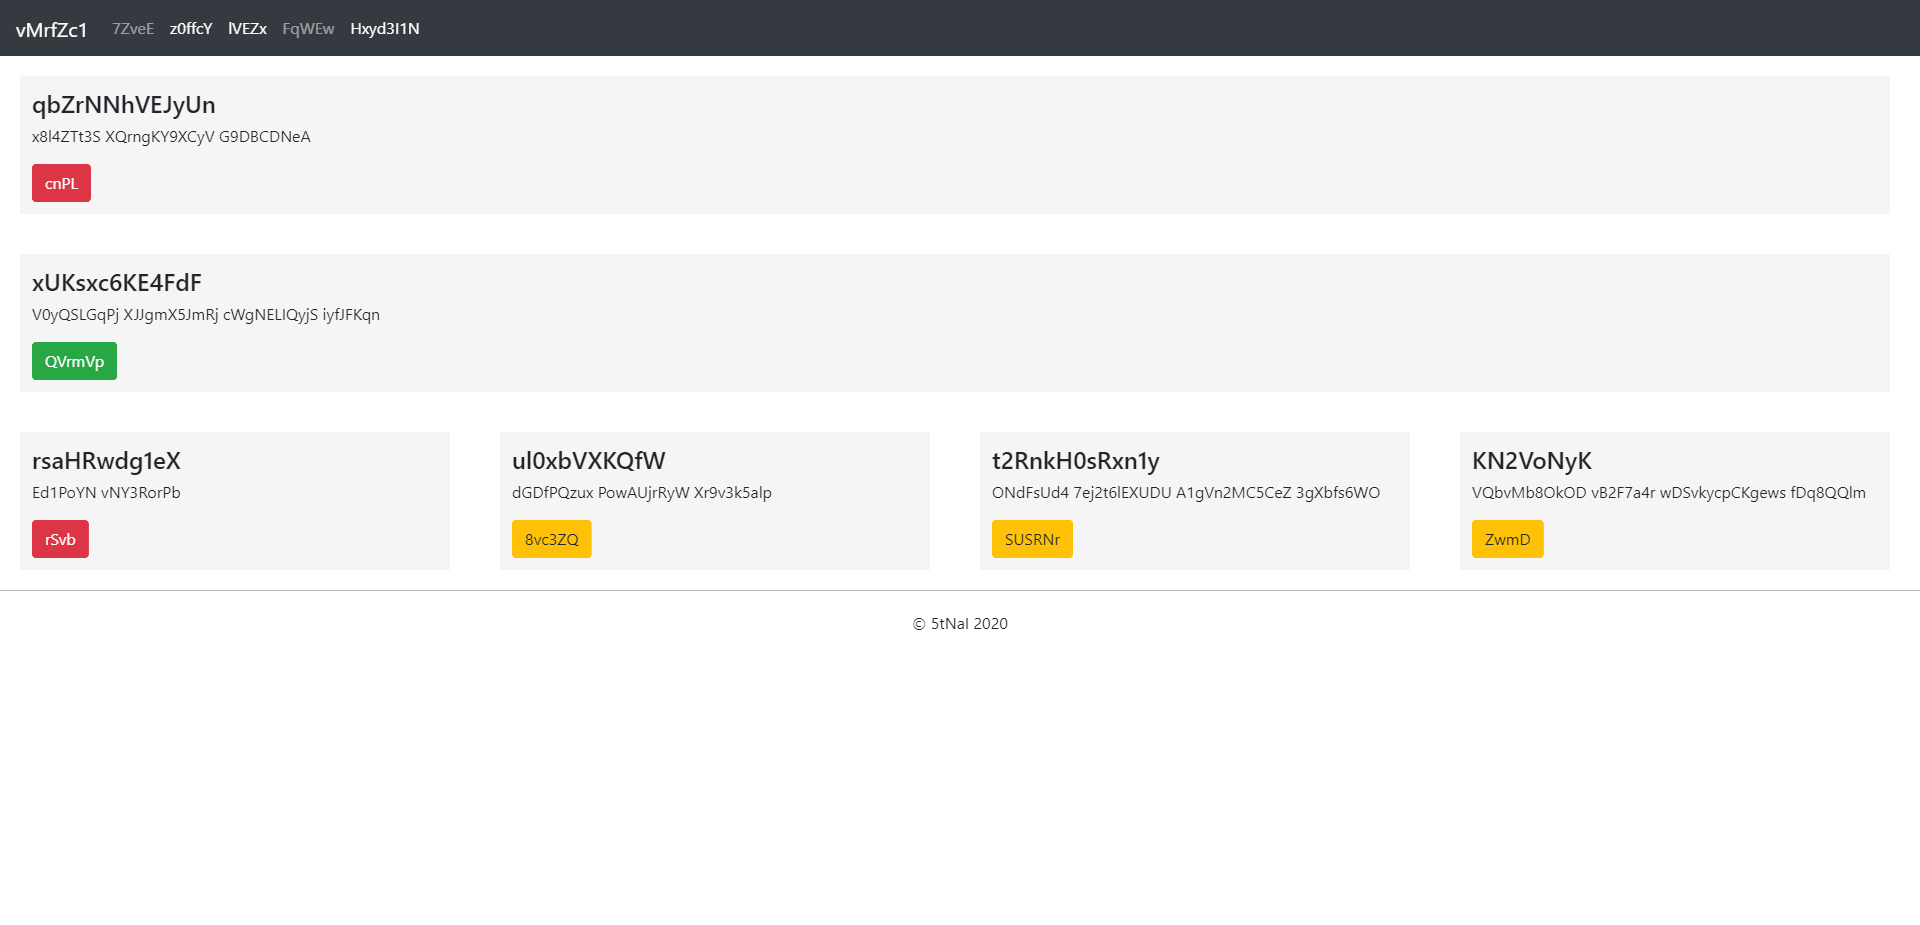 vMrfZc1 7ZveE z0ffcY lVEZx FqWEw Hxyd3I1N
qbZrNNhVEJyUn
x8l4ZTt3S XQrngKY9XCyV G9DBCDNeA
cnPL
xUKsxc6KE4FdF
V0yQSLGqPj XJJgmX5JmRj cWgNELIQyjS iyfJFKqn
QVrmVp
rsaHRwdg1eX
Ed1PoYN vNY3RorPb
rSvb
ul0xbVXKQfW
dGDfPQzux PowAUjrRyW Xr9v3k5alp
8vc3ZQ
t2RnkH0sRxn1y
ONdFsUd4 7ej2t6lEXUDU A1gVn2MC5CeZ 3gXbfs6WO
SUSRNr
KN2VoNyK
VQbvMb8OkOD vB2F7a4r wDSvkycpCKgews fDq8QQlm
ZwmD
© 5tNaI 2020